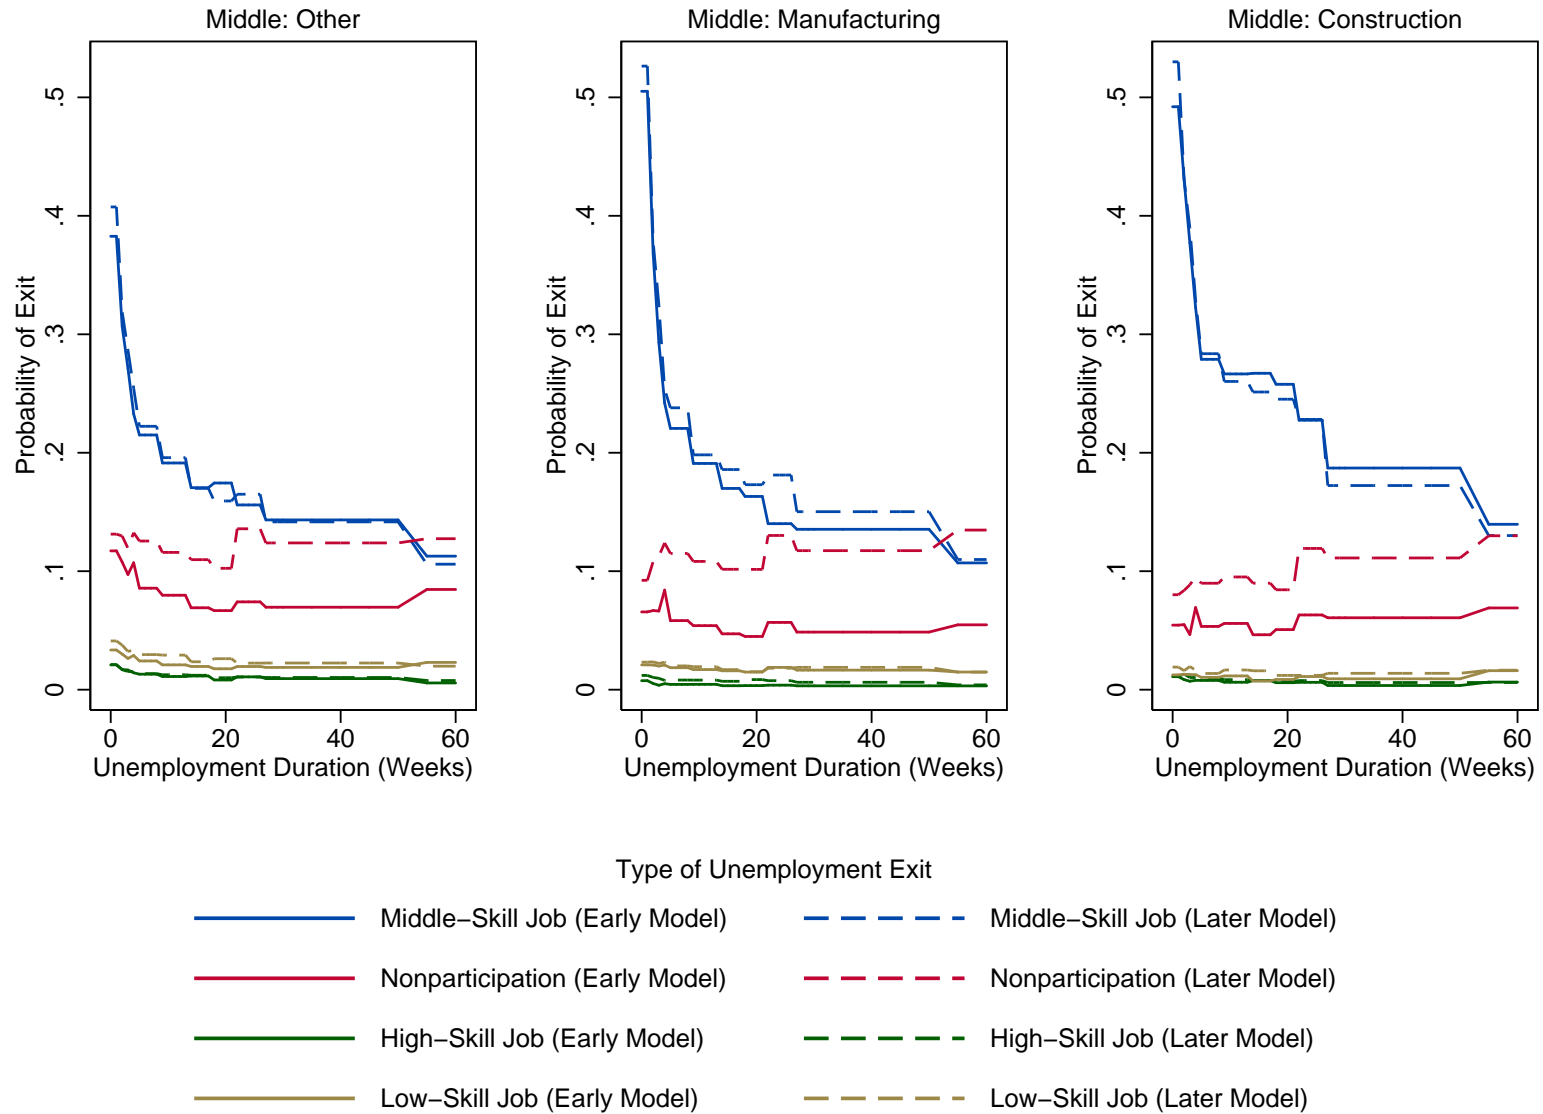 Middle: Other
Middle: Manufacturing
Middle: Construction
Probability of Exit
.5
.4
.3
.2
.1
0
0 20 40 60
Unemployment Duration (Weeks)
Probability of Exit
.5
.4
.3
.2
.1
0
0 20 40 60
Unemployment Duration (Weeks)
Probability of Exit
.5
.4
.3
.2
.1
0
0 20 40 60
Unemployment Duration (Weeks)
Type of Unemployment Exit
Middle−Skill Job (Early Model)
Middle−Skill Job (Later Model)
Nonparticipation (Early Model)
Nonparticipation (Later Model)
High−Skill Job (Early Model)
High−Skill Job (Later Model)
Low−Skill Job (Early Model)
Low−Skill Job (Later Model)